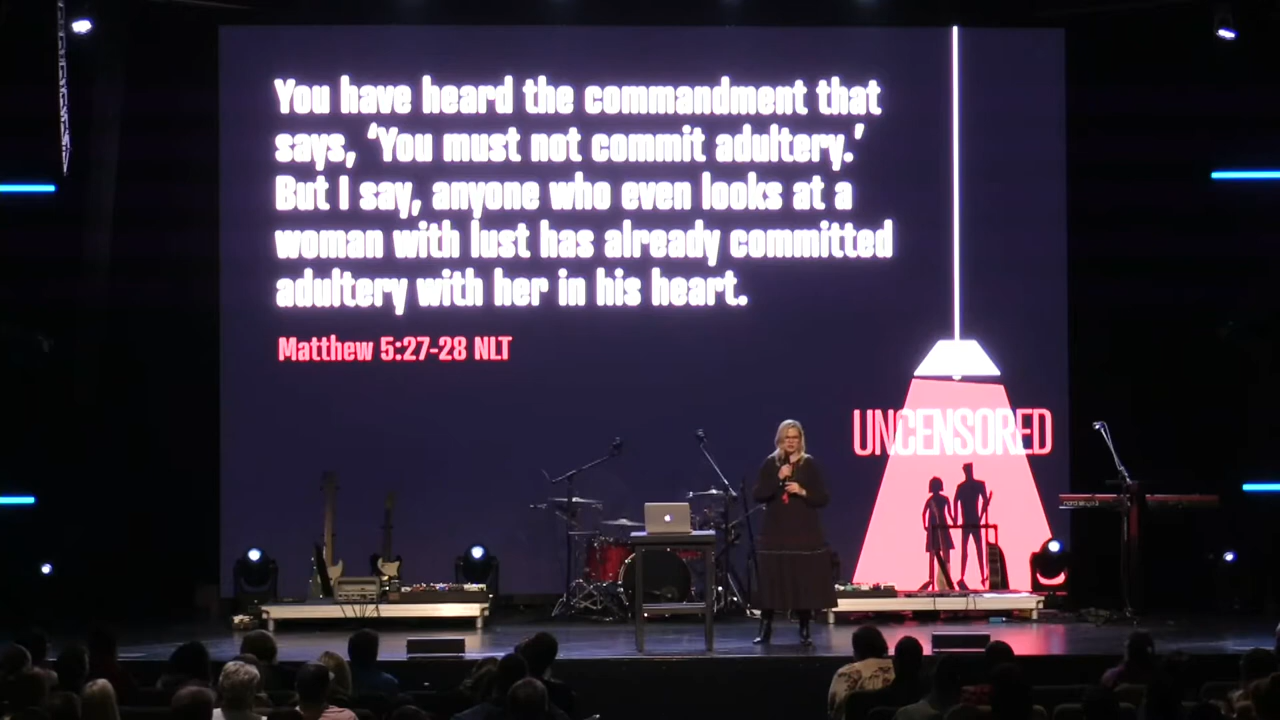 You have heard the commandment that
says, ‘You must not commit adultery.’
But I say, anyone who even looks at a
woman with lust has already committed
adultery with her in his heart.
Matthew 5:27-28 NLT
UNCENSORED